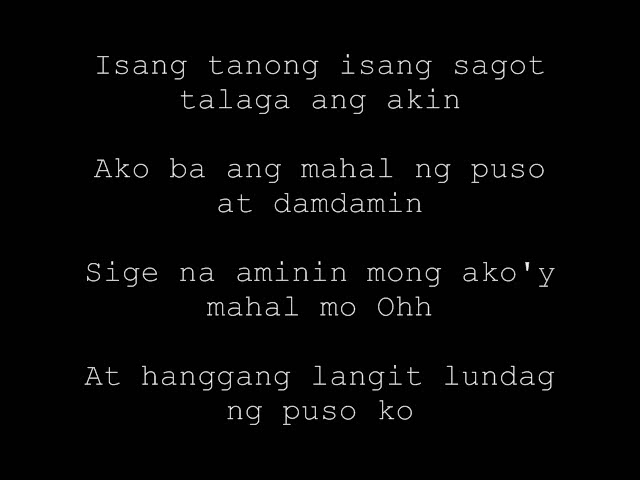 Isang tanong isang sagot
talaga ang akin
Ako ba ang mahal ng puso
at damdamin
Sige na aminin mong ako'y
mahal mo Ohh
At hanggang langit lundag
ng puso ko